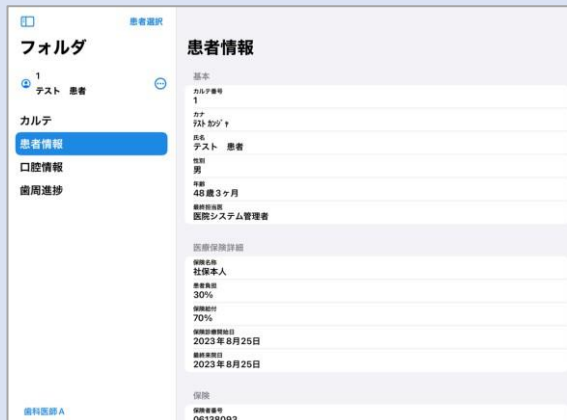 患者選択
フォルダ
1
テスト 患者
カルテ
患者情報
口腔情報
歯周進捗
歯科医師 A
患者情報
基本
カルテ番号
1
カナ
ﾃｽﾄ ｶﾝｼﾞｬ
氏名
テスト 患者
性別
男
年齢
48歳3ヶ月
最終担当医
医院システム管理者
医療保険詳細
保険名称
社保本人
患者負担
30%
保険給付
70%
保険診療開始日
2023年8月25日
最終来院日
2023年8月25日
保険
保険者番号
06138093